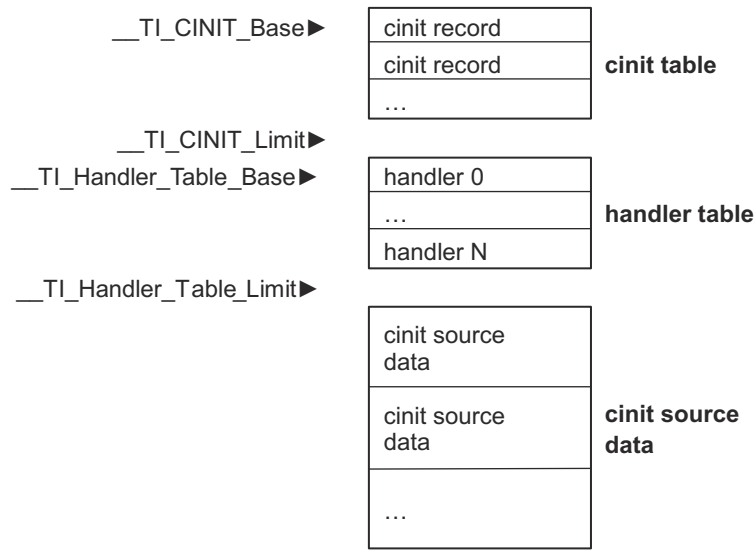 __TI_CINIT_Base►
cinit record
cinit record
cinit table
…
__TI_CINIT_Limit►
__TI_Handler_Table_Base►
handler 0
…
handler table
handler N
__TI_Handler_Table_Limit►
cinit source
data
cinit source
data
cinit source
data
…